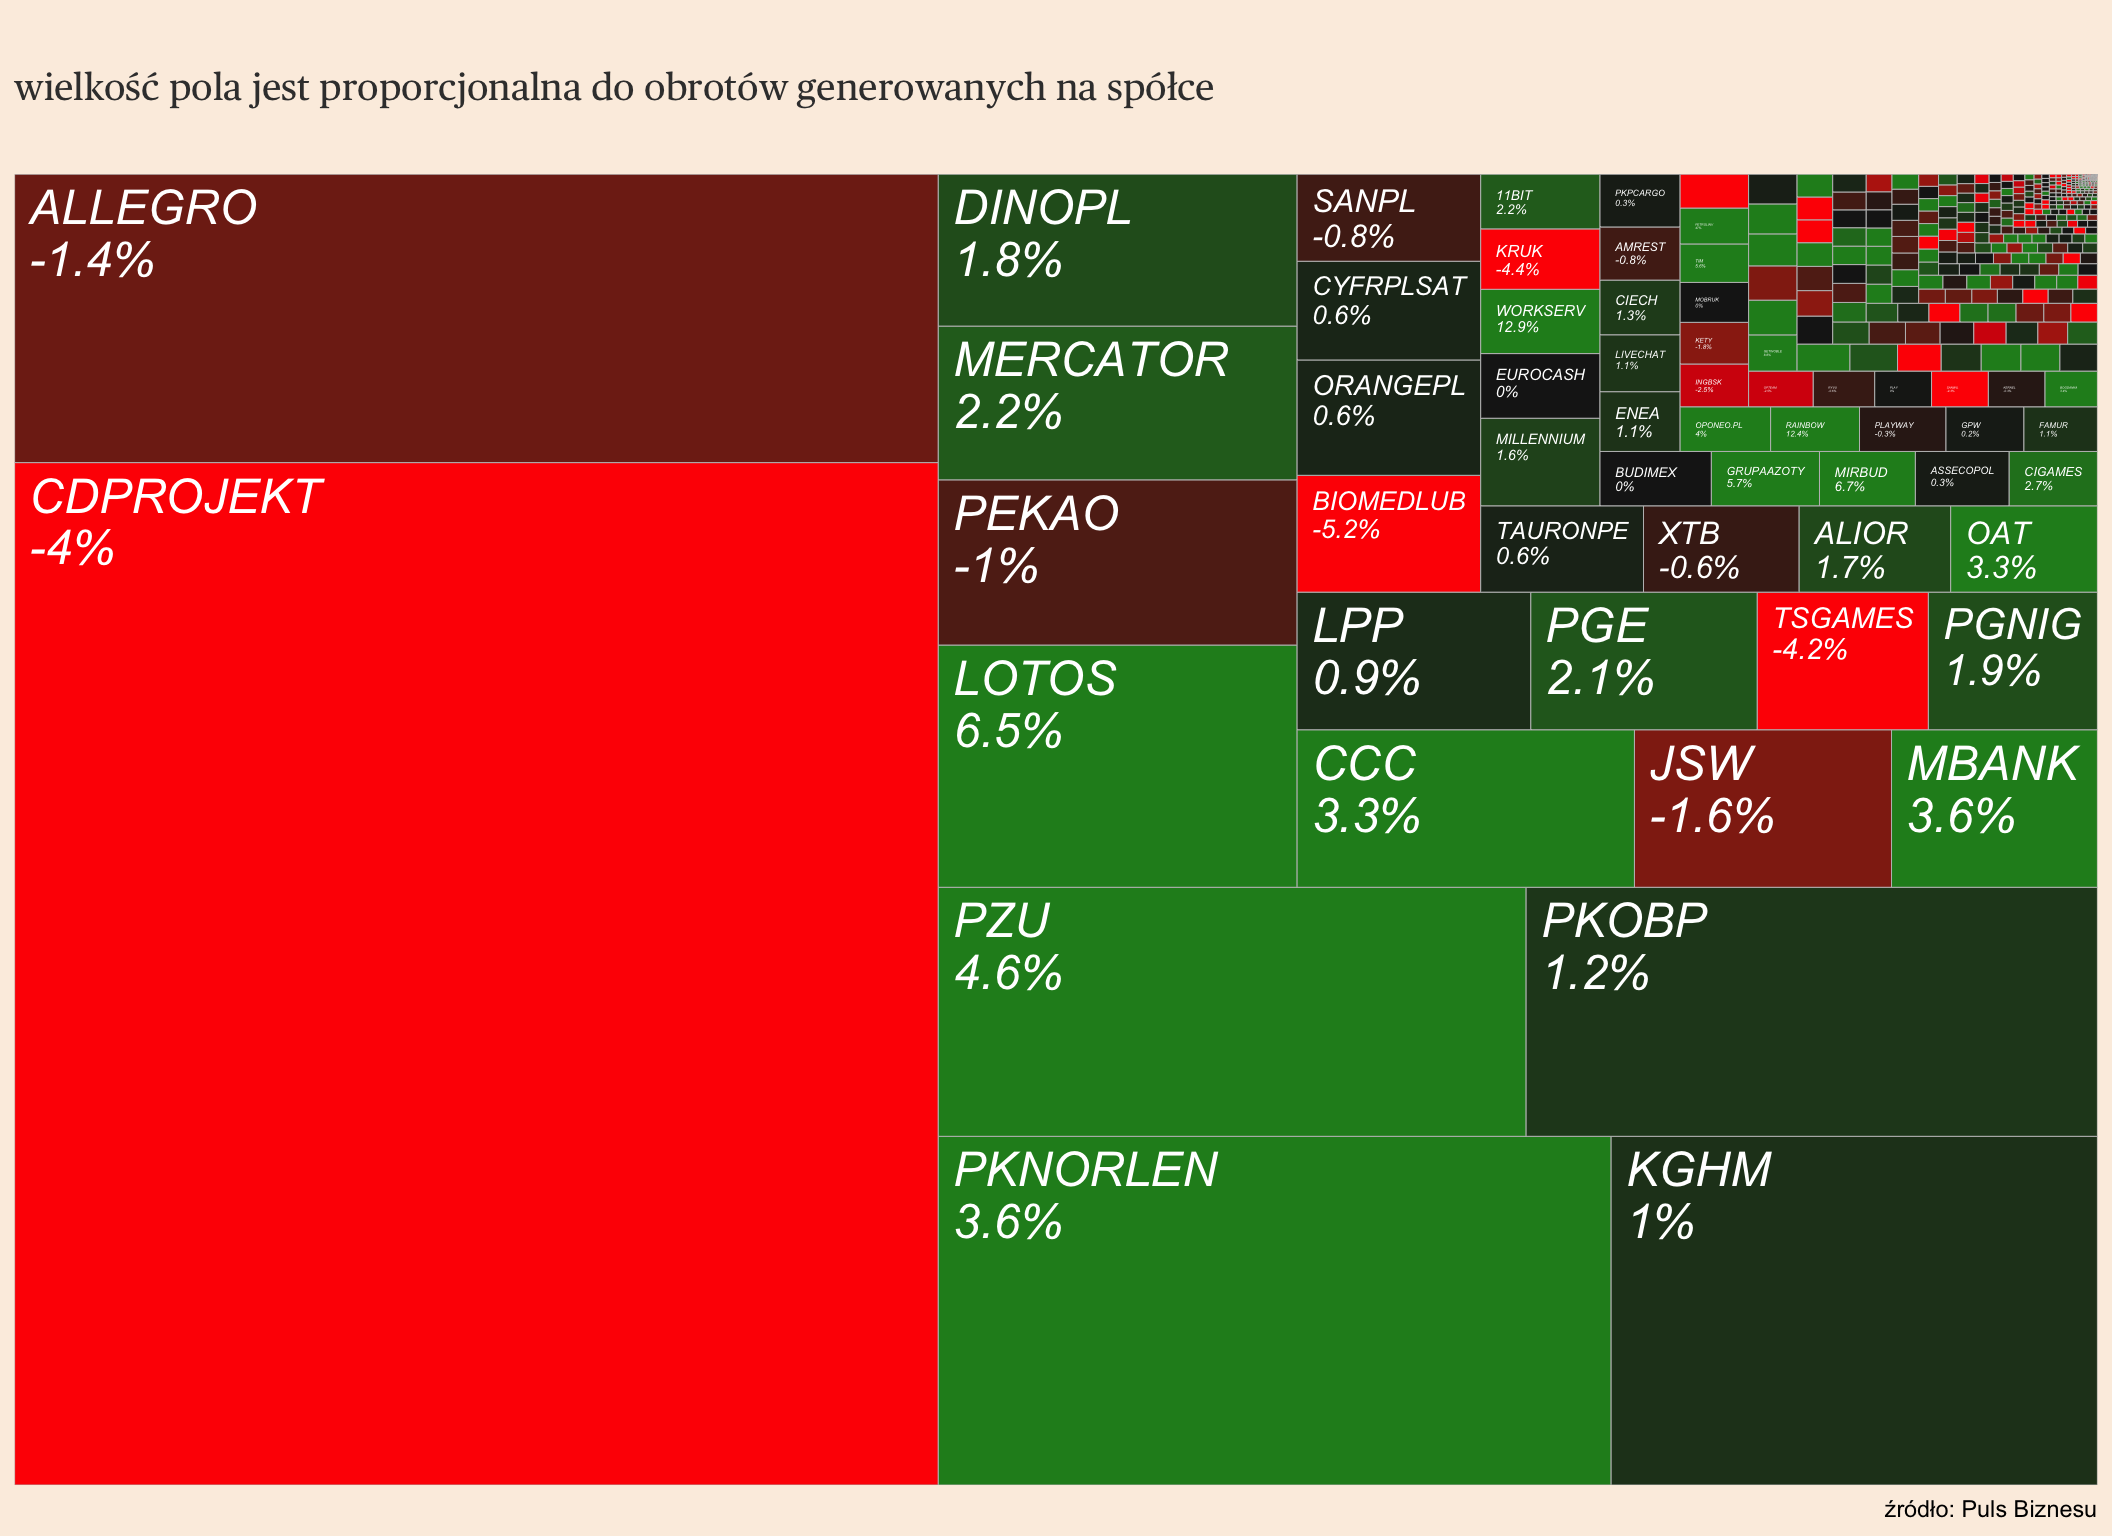 wielkość pola jest proporcjonalna do obrotów generowanych na spółce
ALLEGRO
-1.4%
CDPROJEKT
-4%
DINOPL
1.8%
MERCATOR
2.2%
PEKAO
-1%
LOTOS
6.5%
PZU
4.6%
PKOBP
1.2%
PKNORLEN
3.6%
KGHM
1%
SANPL
-0.8%
CYFRPLSAT
0.6%
ORANGEPL
0.6%
BIOMEDLUB
-5.2%
LPP
0.9%
PGE
2.1%
TSGAMES
-4.2%
PGNIG
1.9%
CCC
3.3%
JSW
-1.6%
MBANK
3.6%
11BIT
2.2%
KRUK
-4.4%
WORKSERV
12.9%
EUROCASH
0%
MILLENNIUM
1.6%
TAURONPE
0.6%
XTB
-0.6%
ALIOR
1.7%
OAT
3.3%
PKPCARGO
0.3%
AMREST
-0.8%
CIECH
1.3%
LIVECHAT
1.1%
ENEA
1.1%
BUDIMEX
0%
GRUPAAZOTY
5.7%
MIRBUD
6.7%
ASSECOPOL
0.3%
CIGAMES
2.7%
TIM
MOBRUK
0%
KETY
-1.8%
INGBSK
-2.5%
OPONEO.PL
4%
RAINBOW
12.4%
PLAYWAY
-0.3%
GPW
0.2%
FAMUR
1.1%
źródło: Puls Biznesu